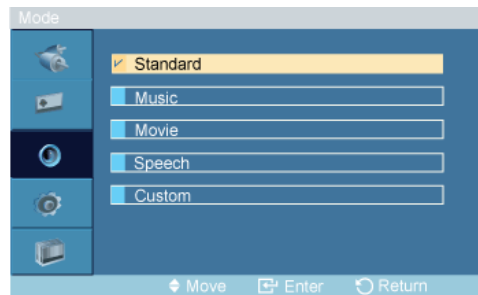 Mode
Standard
Music
Movie
Speech
Custom
Move Enter Return